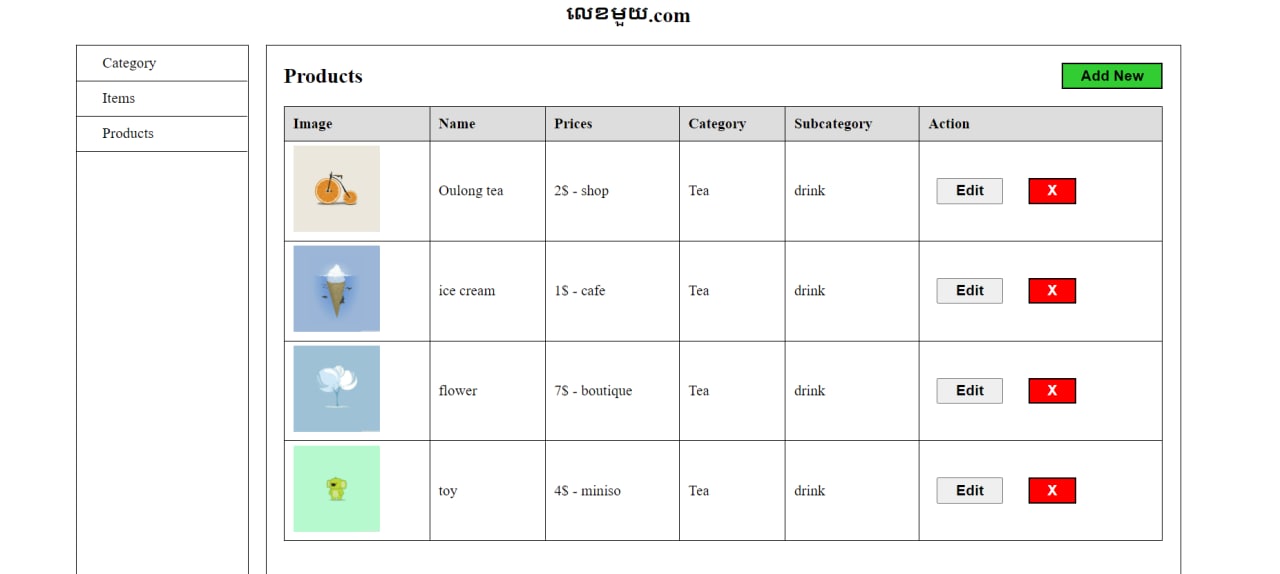 លេខមួយ.com
Category
Items
Products
Products
Add New
Image Name Prices Category Subcategory Action
Oulong tea 2$ - shop Tea drink Edit X
ice cream 1$ - cafe Tea drink Edit X
flower 7$ - boutique Tea drink Edit X
toy 4$ - miniso Tea drink Edit X